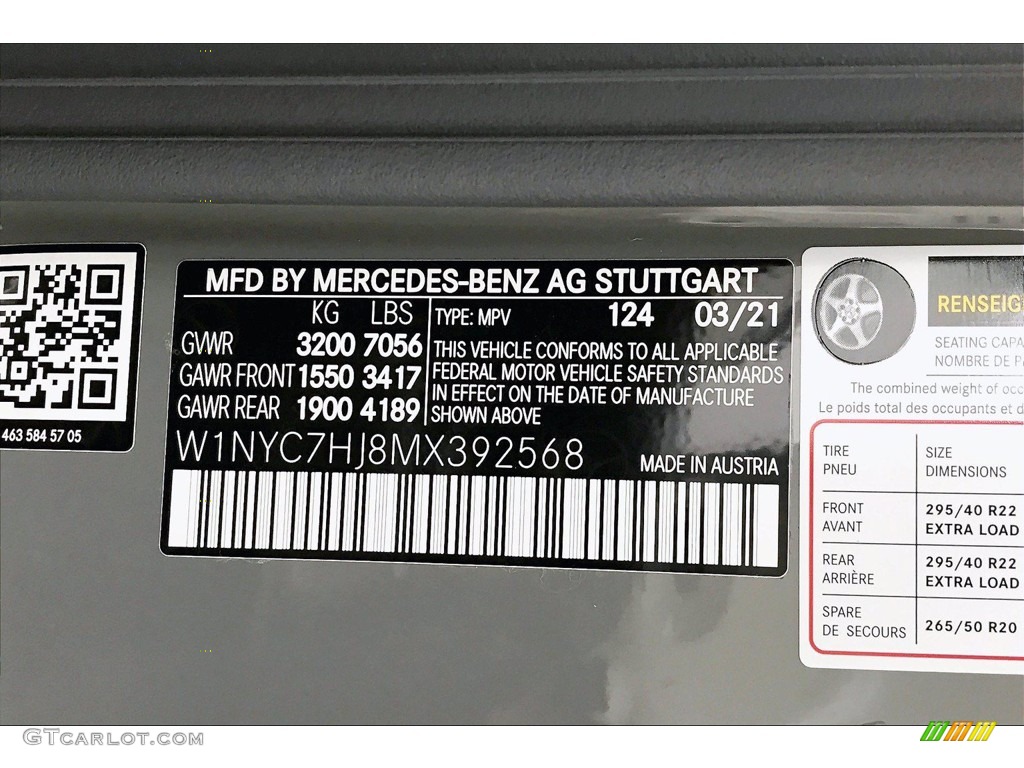 463 584 57 05
MFD BY MERCEDES-BENZ AG STUTTGART
KG LBS
GVWR 3200 7056
GAWR FRONT 1550 3417
GAWR REAR 1900 4189
TYPE: MPV 124 03/21
THIS VEHICLE CONFORMS TO ALL APPLICABLE
FEDERAL MOTOR VEHICLE SAFETY STANDARDS
IN EFFECT ON THE DATE OF MANUFACTURE
SHOWN ABOVE
W1NYC7HJ8MX392568
MADE IN AUSTRIA
RENSEIG
SEATING CAPA
NOMBRE DE P
The combined weight of occ
Le poids total des occupants et d
TIRE SIZE
PNEU DIMENSIONS
FRONT 295/40 R22
AVANT EXTRA LOAD
REAR 295/40 R22
ARRIÈRE EXTRA LOAD
SPARE
DE SECOURS 265/50 R20
GTCARLOT.COM